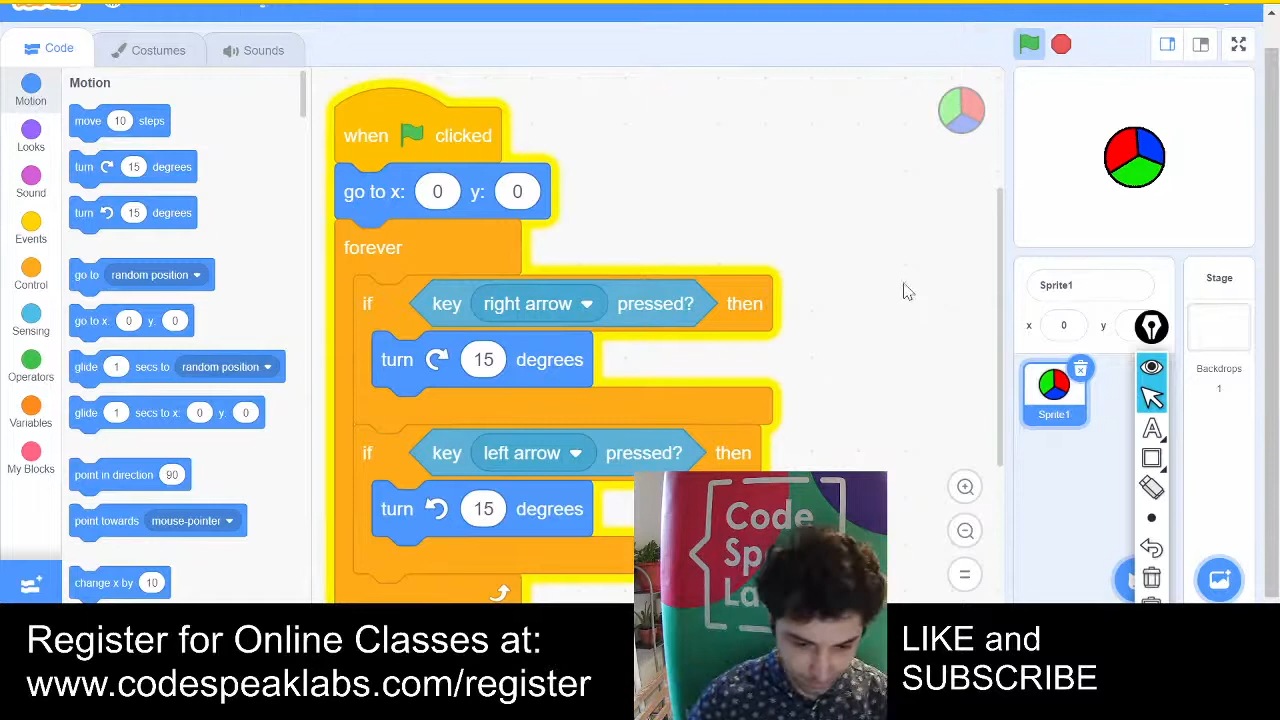 Code
Costumes
Sounds
Motion
Motion
Looks
Sound
Events
Control
Sensing
Operators
Variables
My Blocks
move 10 steps
turn 15 degrees
turn 15 degrees
go to random position
go to x: 0 y: 0
glide 1 secs to random position
glide 1 secs to x: 0 y: 0
point in direction 90
point towards mouse-pointer
change x by 10
when clicked
go to x: 0 y: 0
forever
if key right arrow pressed? then
turn 15 degrees
if key left arrow pressed? then
turn 15 degrees
Sprite1
x 0 y
Sprite1
Stage
Backdrops
1
A
Code
Register for Online Classes at:
www.codespeaklabs.com/register
LIKE and
SUBSCRIBE